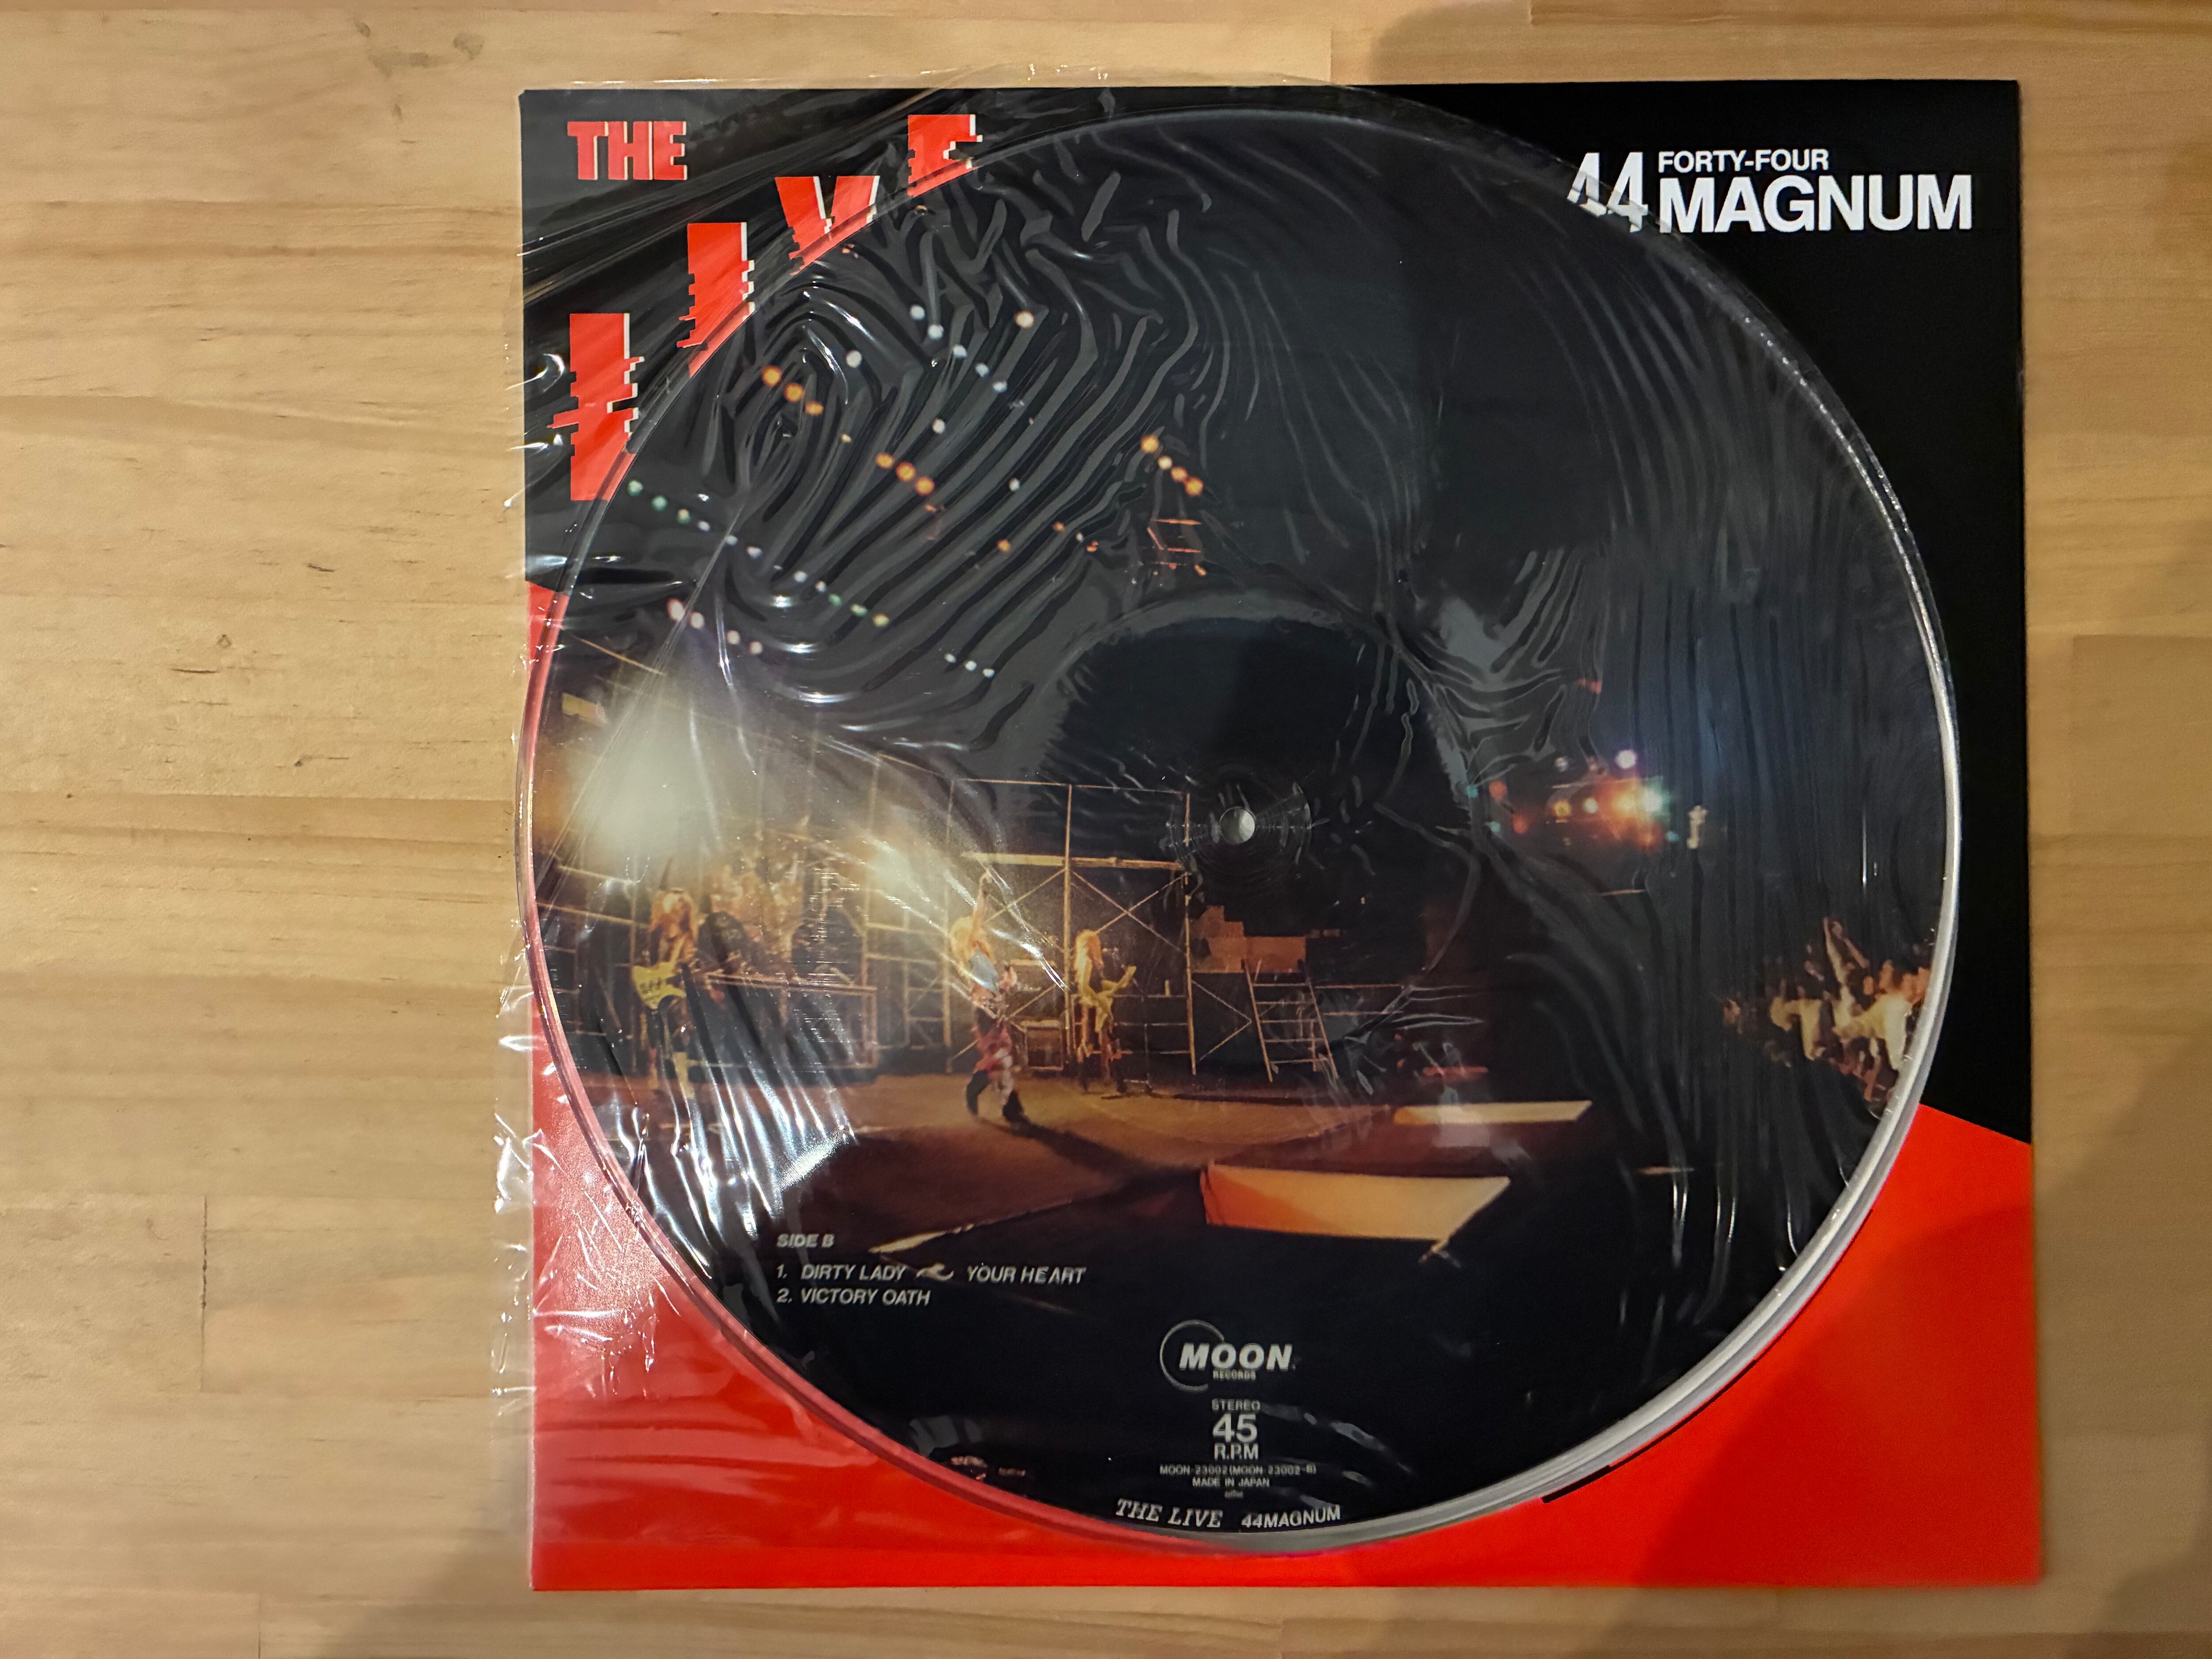 THE
LIVE
44 FORTY-FOUR
MAGNUM
SIDE B
1. DIRTY LADY ～ YOUR HEART
2. VICTORY OATH
MOON
RECORDS
STEREO
45
R.P.M
MOON-23002 (MOON-23002-B)
MADE IN JAPAN
THE LIVE 44MAGNUM